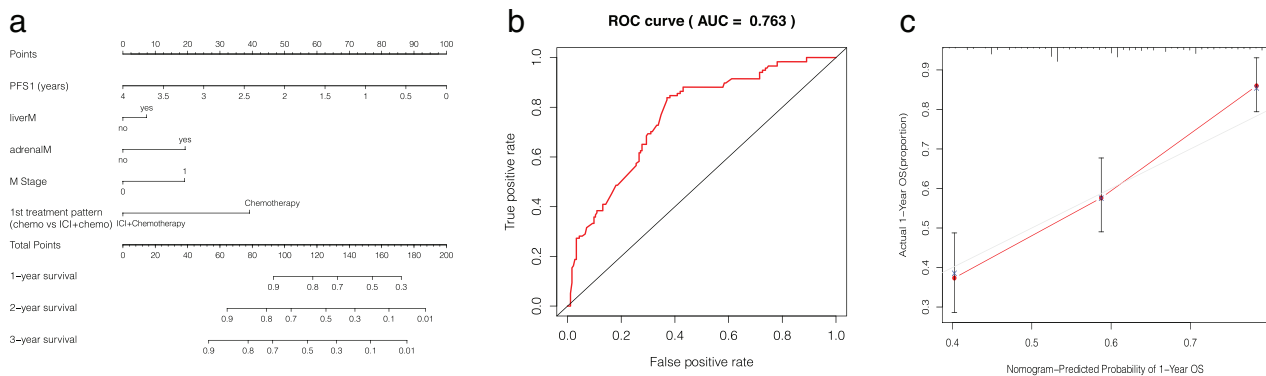 a
Points
0 10 20 30 40 50 60 70 80 90 100
PFS1 (years)
4 3.5 3 2.5 2 1.5 1 0.5 0
liverM
yes
no
adrenalM
yes
no
M Stage
1
0
1st treatment pattern
(chemo vs ICI+chemo)
Chemotherapy
ICI+Chemotherapy
Total Points
0 20 40 60 80 100 120 140 160 180 200
1-year survival
0.9 0.8 0.7 0.5 0.3
2-year survival
0.9 0.8 0.7 0.5 0.3 0.1 0.01
3-year survival
0.9 0.8 0.7 0.5 0.3 0.1 0.01
b
ROC curve ( AUC = 0.763)
True positive rate
1.0
0.8
0.6
0.4
0.2
0.0
0.0 0.2 0.4 0.6 0.8 1.0
False positive rate
c
Actual 1-Year OS(proportion)
0.9
0.8
0.7
0.6
0.5
0.4
0.3
0.4 0.5 0.6 0.7
Nomogram-Predicted Probability of 1-Year OS